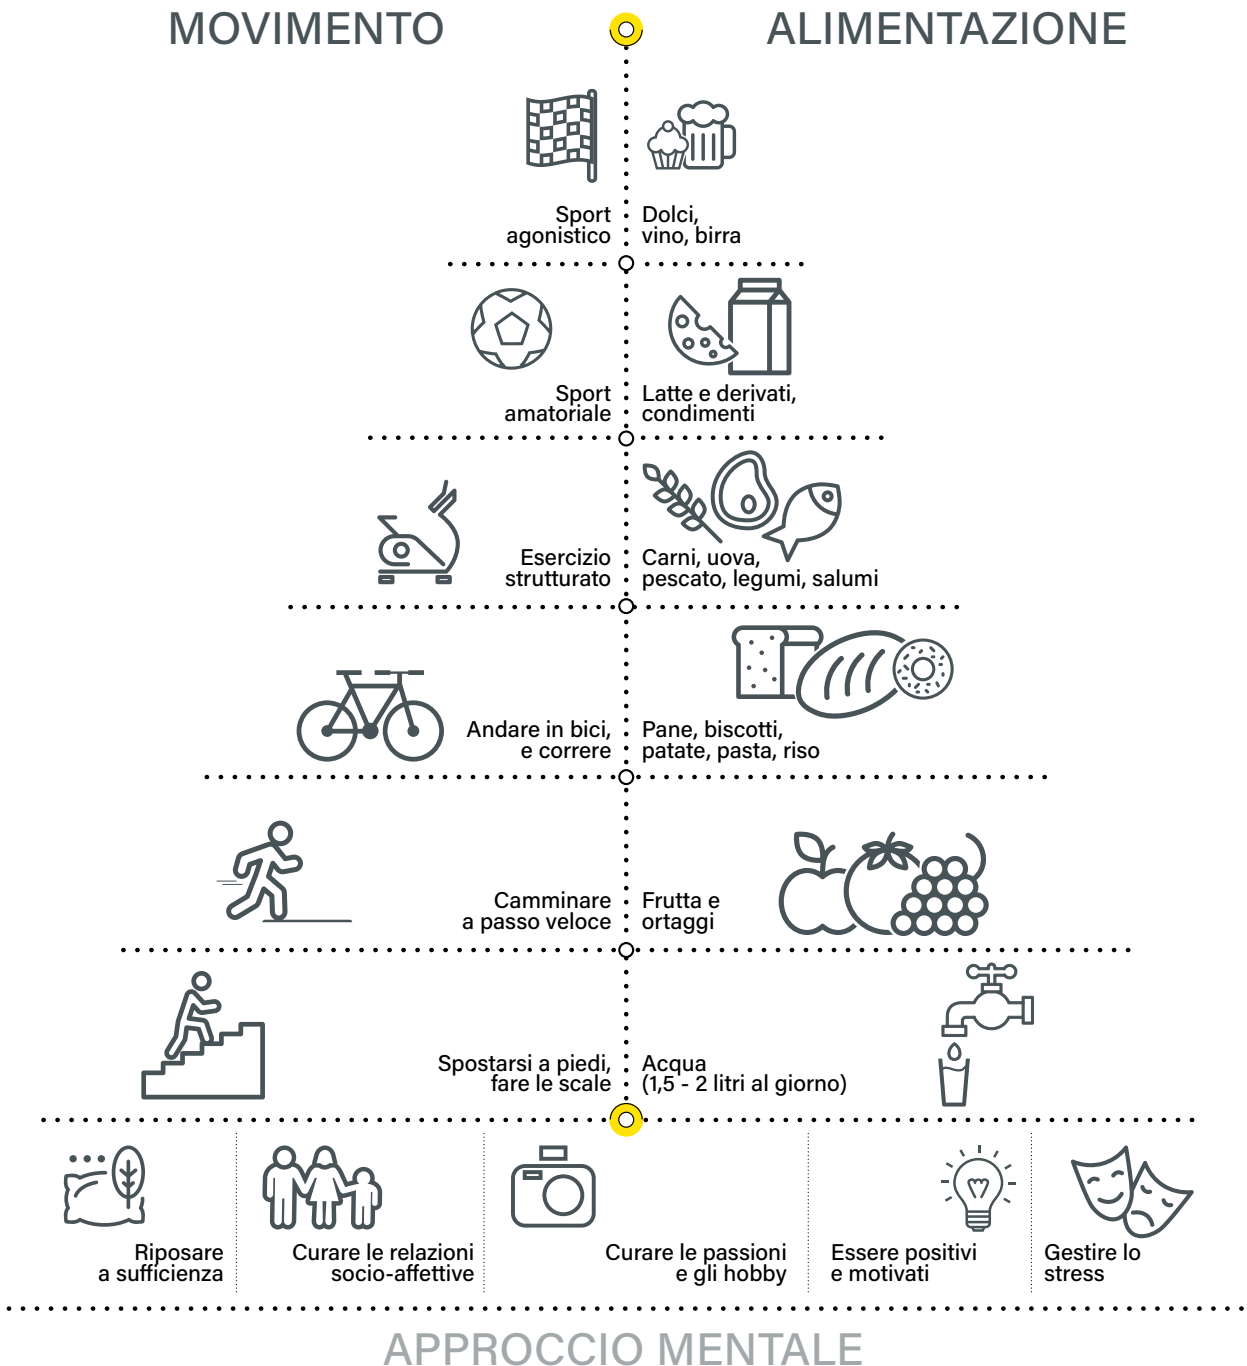 MOVIMENTO
ALIMENTAZIONE
Sport
agonistico
Dolci,
vino, birra
Sport
amatoriale
Latte e derivati,
condimenti
Esercizio
strutturato
Carni, uova,
pescato, legumi, salumi
Andare in bici,
e correre
Pane, biscotti,
patate, pasta, riso
Camminare
a passo veloce
Frutta e
ortaggi
Spostarsi a piedi,
fare le scale
Acqua
(1,5 - 2 litri al giorno)
Riposare
a sufficienza
Curare le relazioni
socio-affettive
Curare le passioni
e gli hobby
Essere positivi
e motivati
Gestire lo
stress
APPROCCIO MENTALE